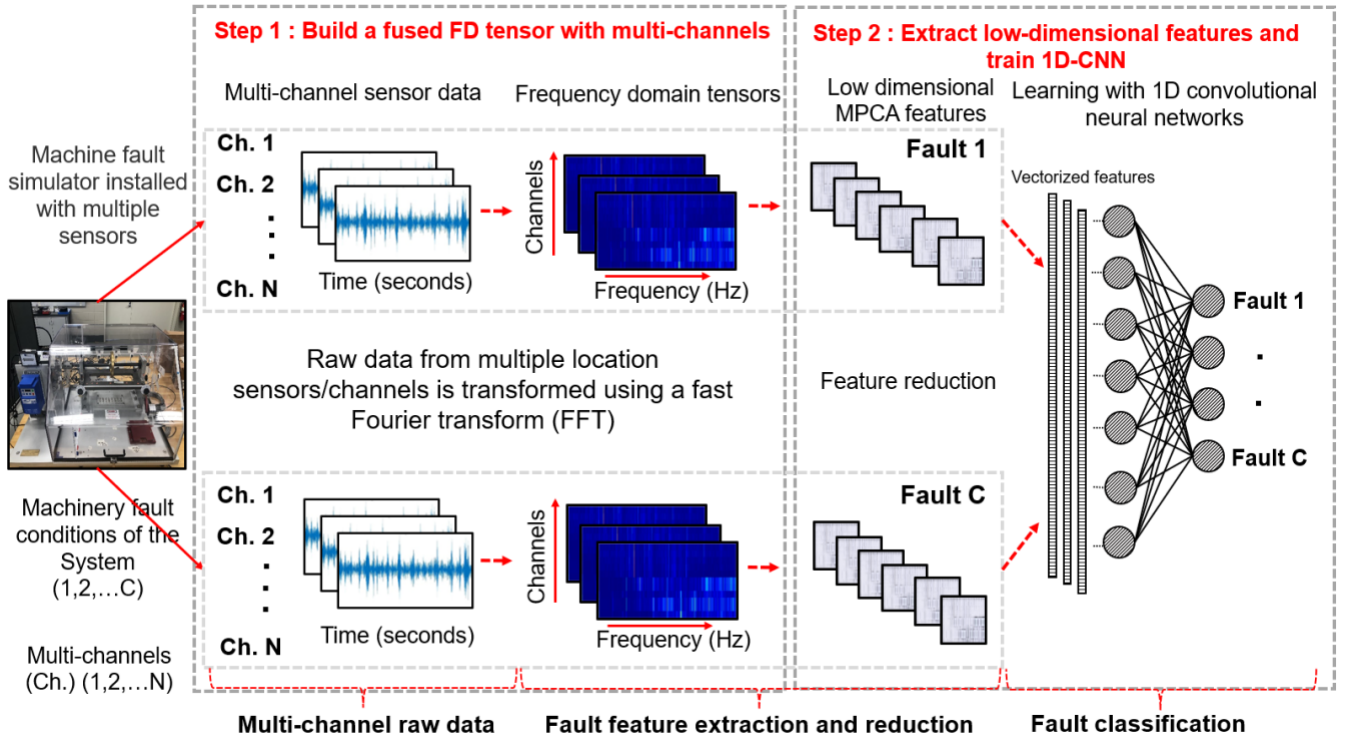 Step 1 : Build a fused FD tensor with multi-channels
Step 2 : Extract low-dimensional features and
train 1D-CNN
Multi-channel sensor data
Frequency domain tensors
Low dimensional
MPCA features
Learning with 1D convolutional
neural networks
Machine fault
simulator installed
with multiple
sensors
Ch. 1
Ch. 2
Ch. N
Time (seconds)
Channels
Frequency (Hz)
Fault 1
Vectorized features
Fault 1
Fault C
Raw data from multiple location
sensors/channels is transformed using a fast
Fourier transform (FFT)
Feature reduction
Machinery fault
conditions of the
System
(1,2,...C)
Multi-channels
(Ch.) (1,2,...N)
Ch. 1
Ch. 2
Ch. N
Time (seconds)
Channels
Frequency (Hz)
Fault C
Multi-channel raw data
Fault feature extraction and reduction
Fault classification